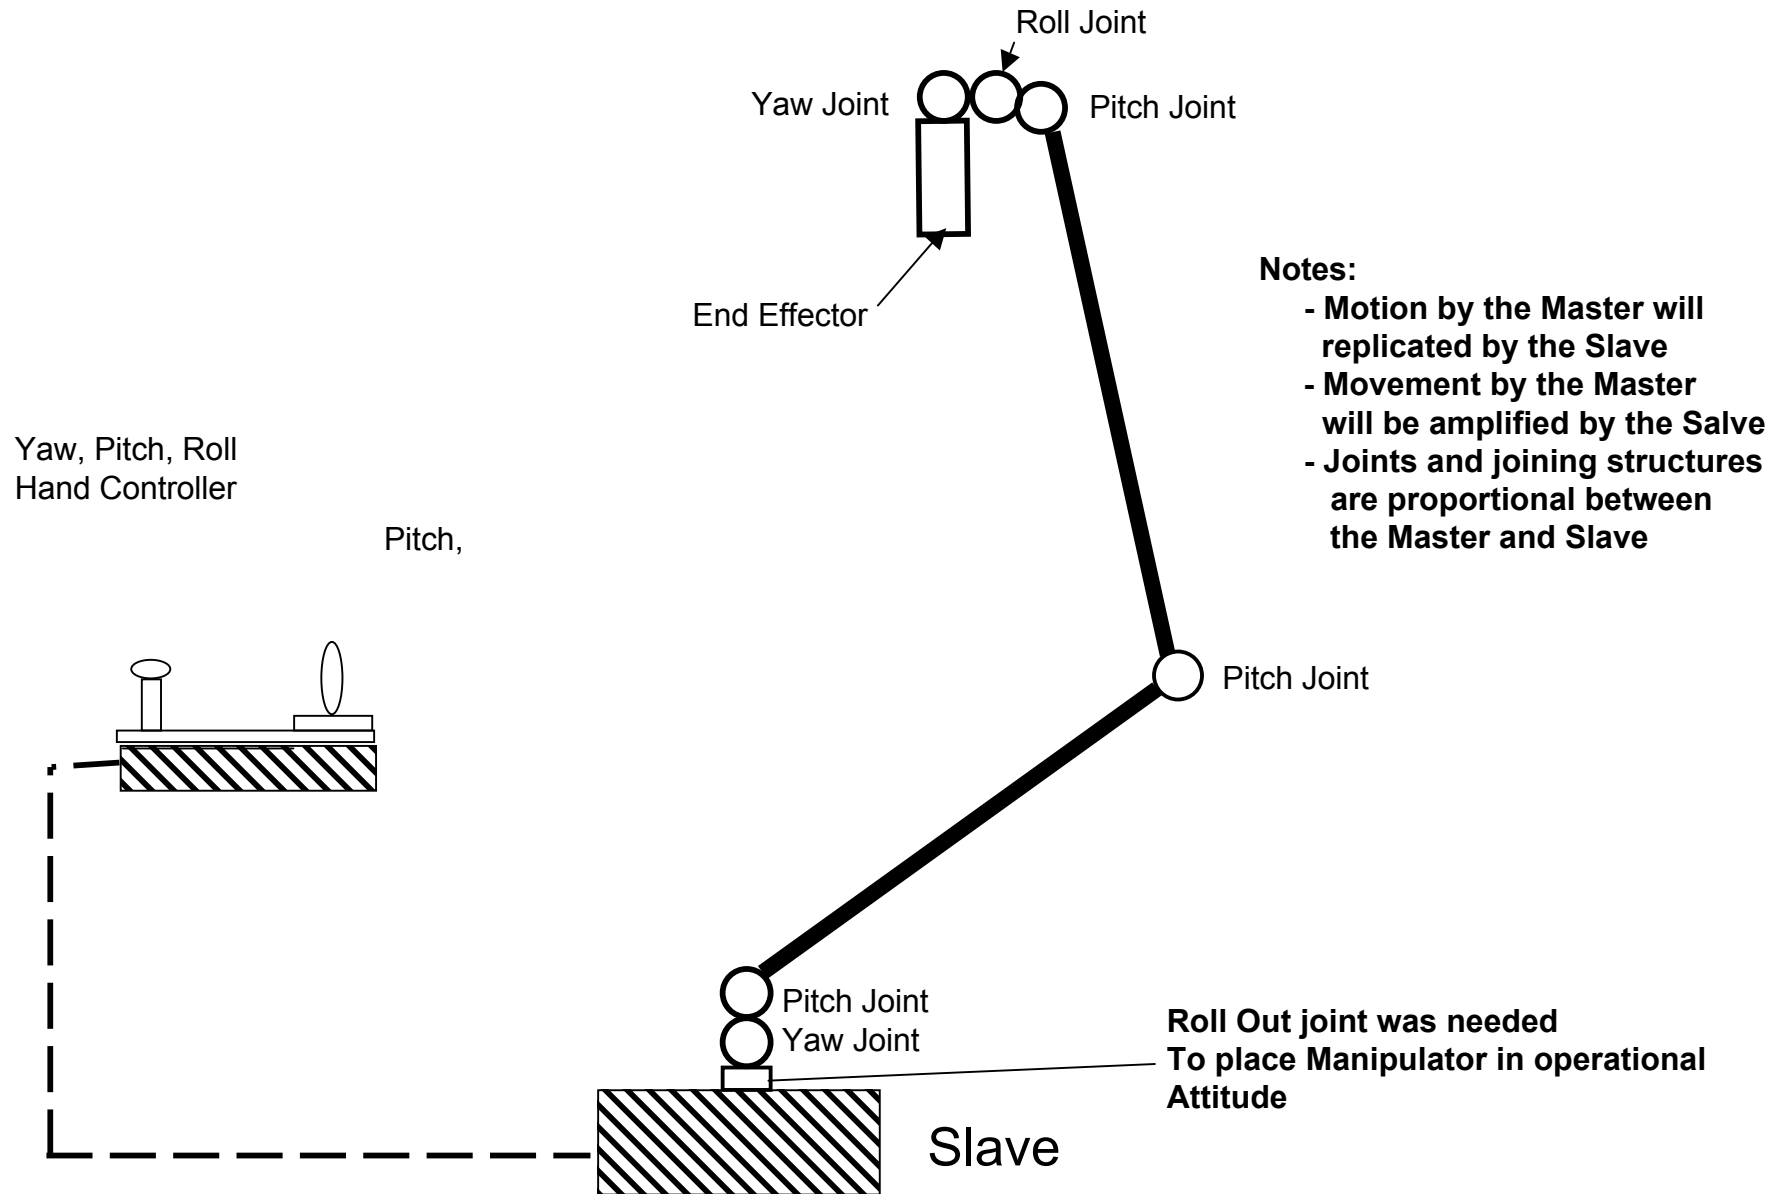 Roll Joint
Yaw Joint
Pitch Joint
End Effector
Notes:
- Motion by the Master will
replicated by the Slave
- Movement by the Master
will be amplified by the Salve
- Joints and joining structures
are proportional between
the Master and Slave
Yaw, Pitch, Roll
Hand Controller
Pitch,
Pitch Joint
Pitch Joint
Yaw Joint
Roll Out joint was needed
To place Manipulator in operational
Attitude
Slave